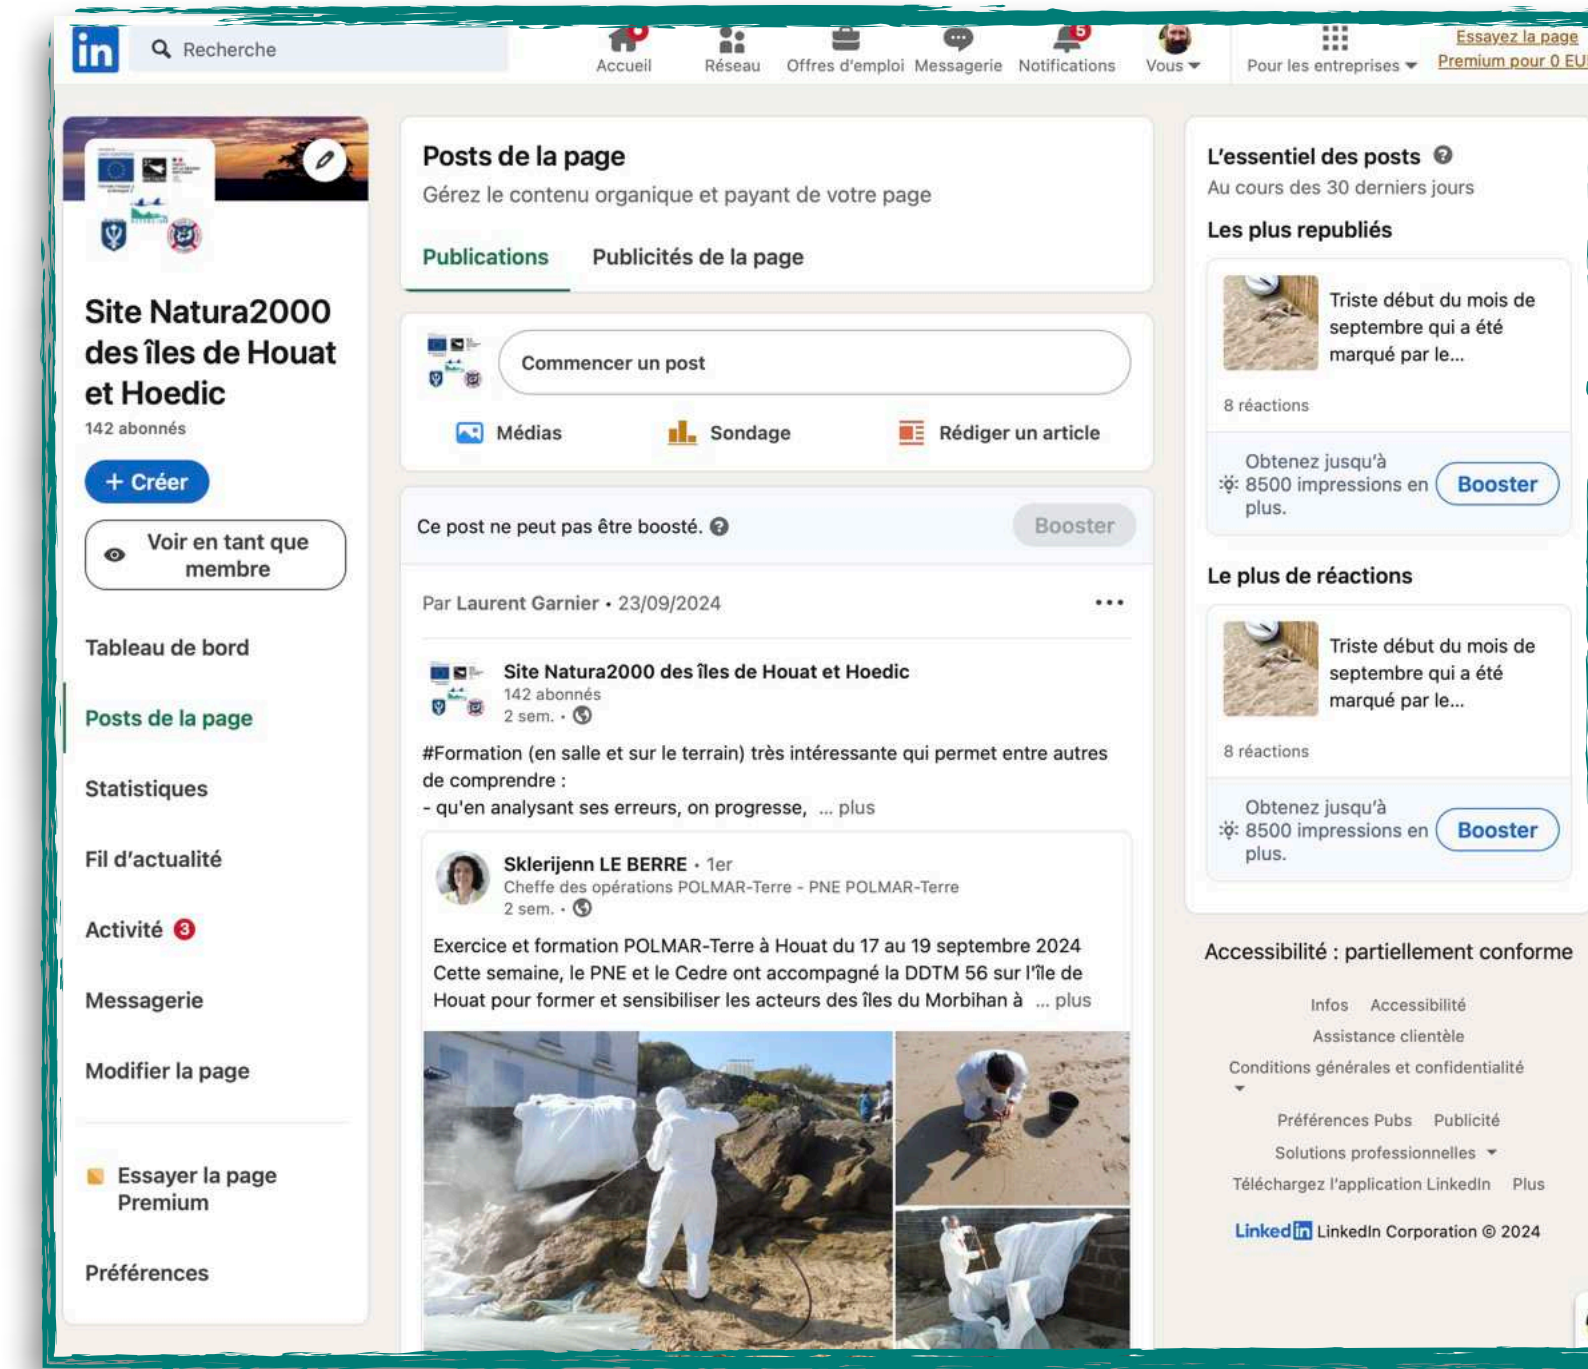 in
Recherche
Accueil
Réseau
Offres d'emploi
Messagerie
5
Notifications
Vous
Pour les entreprises
Essayez la page
Premium pour 0 EU
Site Natura2000
des îles de Houat
et Hoedic
142 abonnés
+ Créer
Voir en tant que
membre
Tableau de bord
Posts de la page
Statistiques
Fil d'actualité
Activité 3
Messagerie
Modifier la page
Essayer la page
Premium
Préférences
Posts de la page
Gérez le contenu organique et payant de votre page
Publications
Publicités de la page
Commencer un post
Médias
Sondage
Rédiger un article
Ce post ne peut pas être boosté. ?
Booster
Par Laurent Garnier • 23/09/2024
Site Natura2000 des îles de Houat et Hoedic
142 abonnés
2 sem. •
#Formation (en salle et sur le terrain) très intéressante qui permet entre autres
de comprendre :
- qu'en analysant ses erreurs, on progresse, ... plus
Sklerijenn LE BERRE • 1er
Cheffe des opérations POLMAR-Terre - PNE POLMAR-Terre
2 sem. •
Exercice et formation POLMAR-Terre à Houat du 17 au 19 septembre 2024
Cette semaine, le PNE et le Cedre ont accompagné la DDTM 56 sur l'île de
Houat pour former et sensibiliser les acteurs des îles du Morbihan à ... plus
L'essentiel des posts ?
Au cours des 30 derniers jours
Les plus republiés
Triste début du mois de
septembre qui a été
marqué par le...
8 réactions
Obtenez jusqu'à
8500 impressions en
plus.
Booster
Le plus de réactions
Triste début du mois de
septembre qui a été
marqué par le...
8 réactions
Obtenez jusqu'à
8500 impressions en
plus.
Booster
Accessibilité : partiellement conforme
Infos Accessibilité
Assistance clientèle
Conditions générales et confidentialité
Préférences Pubs Publicité
Solutions professionnelles
Téléchargez l'application LinkedIn Plus
Linked in LinkedIn Corporation © 2024